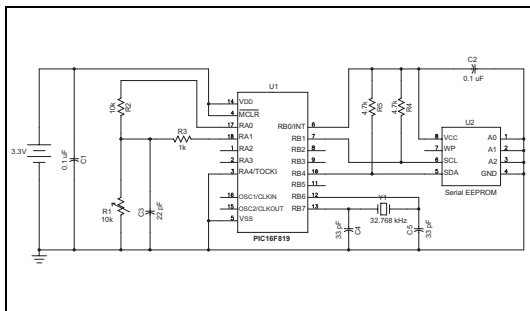 C2
0.1 uF
U1
10k
R2
14 VDD
4 MCLR
17 RA0
18 RA1
1 RA2
2 RA3
3 RA4/TOCKI
16 OSC1/CLKIN
15 OSC2/CLKOUT
5 VSS
RB0/INT 6
RB1 7
RB2 8
RB3 9
RB4 10
RB5 11
RB6 12
RB7 13
PIC16F819
4.7k
R5
4.7k
R4
U2
8 VCC
7 WP
6 SCL
5 SDA
A0 1
A1 2
A2 3
GND 4
Serial EEPROM
R3
1k
3.3V
0.1 uF
C1
R1
10k
C3
22 pF
Y1
32.768 kHz
33 pF
C4
C5
33 pF